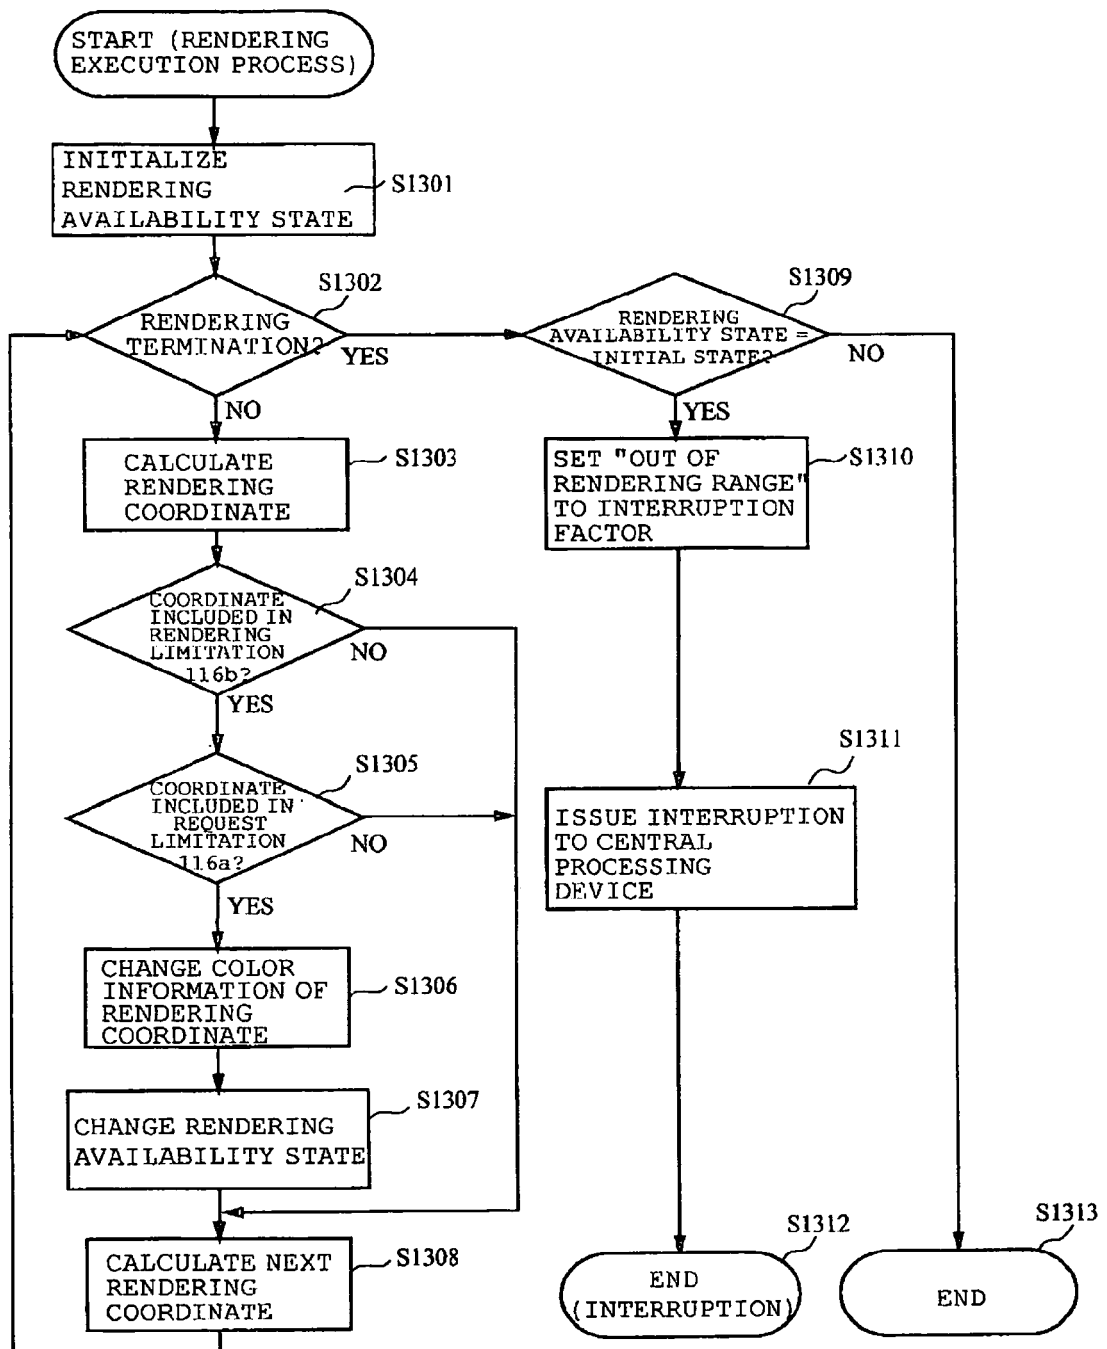 START (RENDERING
EXECUTION PROCESS)
INITIALIZE
RENDERING
AVAILABILITY STATE
S1301
RENDERING
TERMINATION?
S1302
YES
NO
RENDERING
AVAILABILITY STATE =
INITIAL STATE?
S1309
NO
YES
CALCULATE
RENDERING
COORDINATE
S1303
SET "OUT OF
RENDERING RANGE"
TO INTERRUPTION
FACTOR
S1310
COORDINATE
INCLUDED IN
RENDERING
LIMITATION
116b?
S1304
NO
YES
COORDINATE
INCLUDED IN
REQUEST
LIMITATION
116a?
S1305
NO
YES
ISSUE INTERRUPTION
TO CENTRAL
PROCESSING
DEVICE
S1311
CHANGE COLOR
INFORMATION OF
RENDERING
COORDINATE
S1306
CHANGE RENDERING
AVAILABILITY STATE
S1307
CALCULATE NEXT
RENDERING
COORDINATE
S1308
END
(INTERRUPTION)
S1312
END
S1313